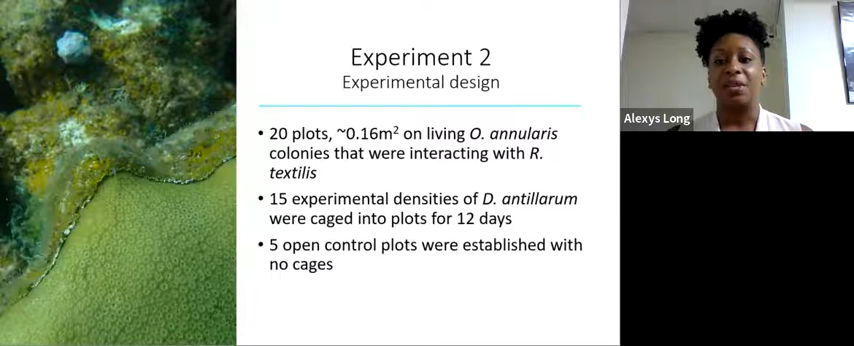 Experiment 2
Experimental design
• 20 plots, ~0.16m² on living O. annularis
colonies that were interacting with R.
textilis
• 15 experimental densities of D. antillarum
were caged into plots for 12 days
• 5 open control plots were established with
no cages
Alexys Long